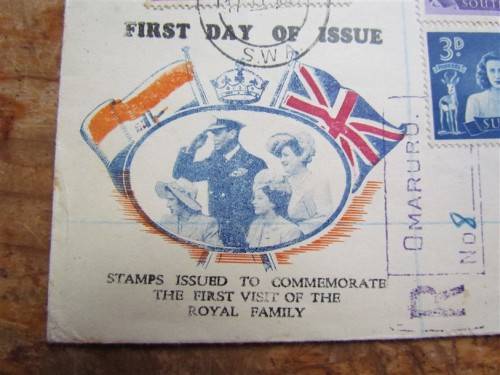 FIRST DAY OF ISSUE
S.W.A.
3D
OMARURU.
R
No 8
STAMPS ISSUED TO COMMEMORATE
THE FIRST VISIT OF THE
ROYAL FAMILY